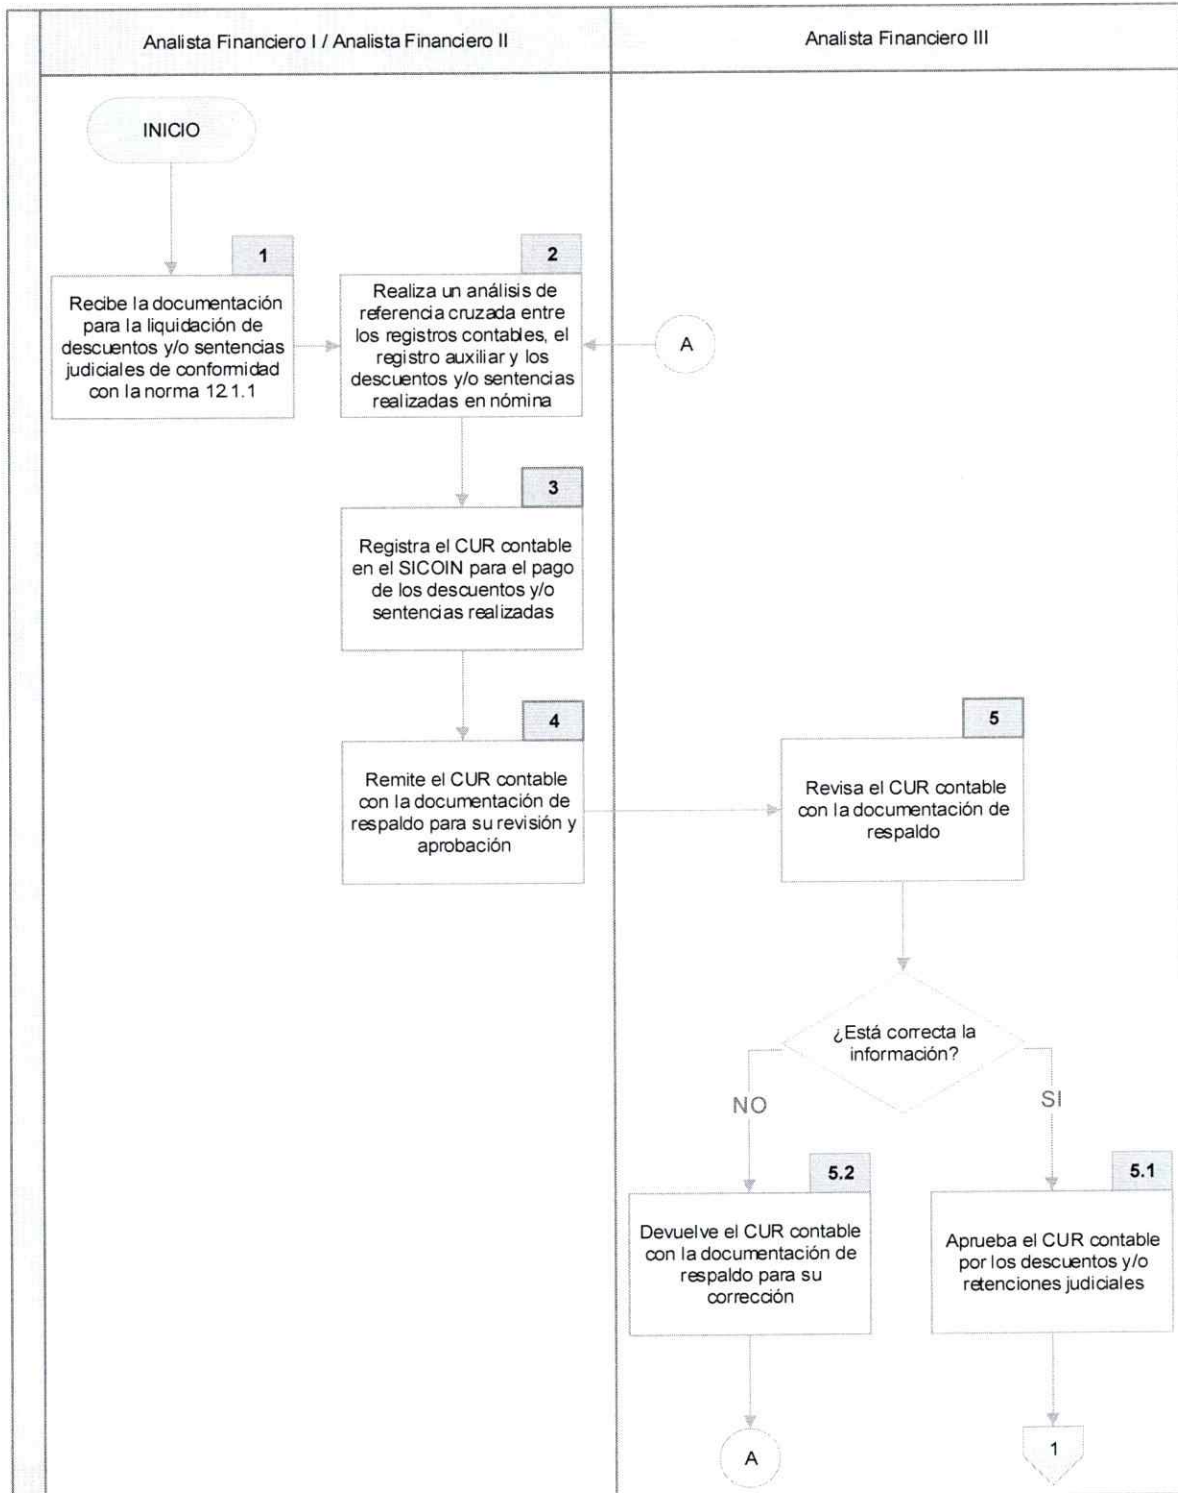 Analista Financiero I / Analista Financiero II
Analista Financiero III
INICIO
1
Recibe la documentación
para la liquidación de
descuentos y/o sentencias
judiciales de conformidad
con la norma 12.1.1
2
Realiza un análisis de
referencia cruzada entre
los registros contables, el
registro auxiliar y los
descuentos y/o sentencias
realizadas en nómina
A
3
Registra el CUR contable
en el SICOIN para el pago
de los descuentos y/o
sentencias realizadas
4
Remite el CUR contable
con la documentación de
respaldo para su revisión y
aprobación
5
Revisa el CUR contable
con la documentación de
respaldo
¿Está correcta la
información?
NO
SI
5.2
Devuelve el CUR contable
con la documentación de
respaldo para su
corrección
5.1
Aprueba el CUR contable
por los descuentos y/o
retenciones judiciales
A
1